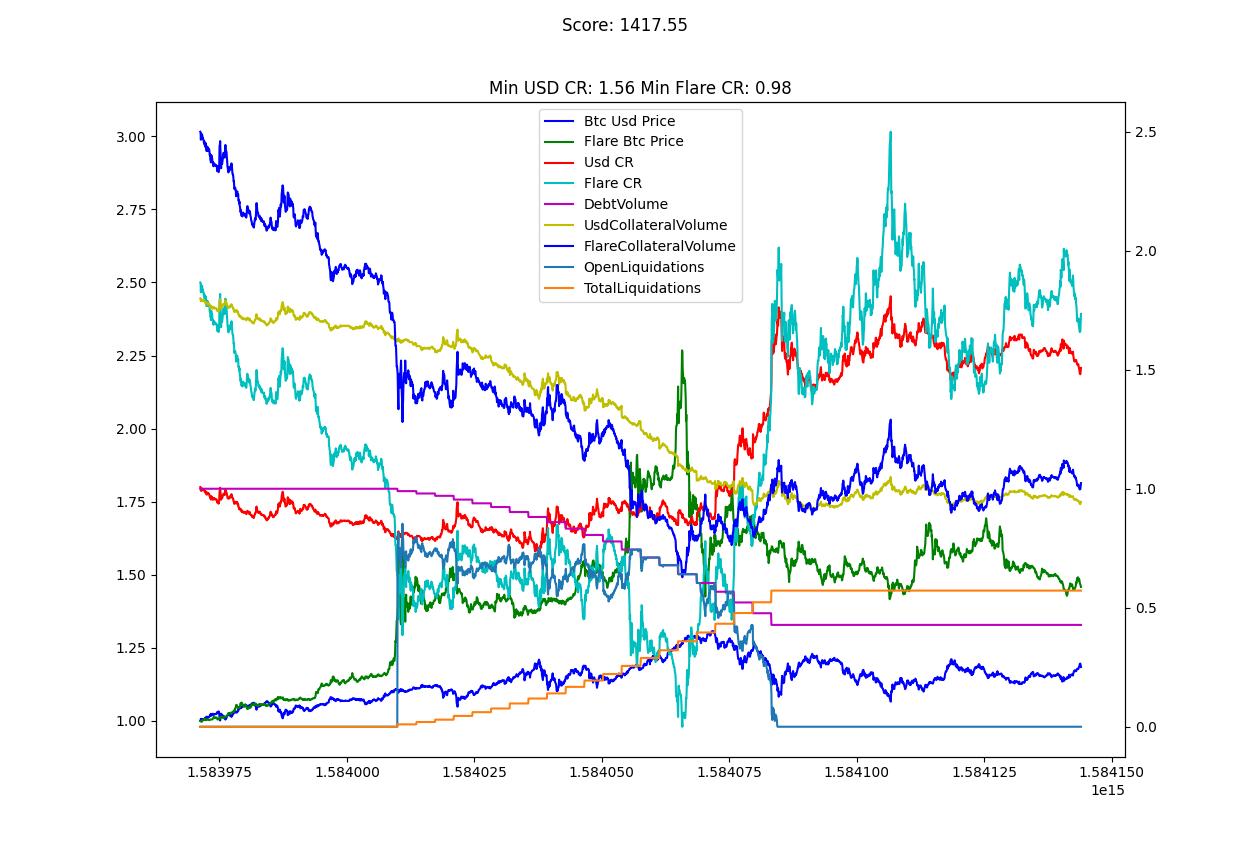 Score: 1417.55
Min USD CR: 1.56 Min Flare CR: 0.98
Btc Usd Price
Flare Btc Price
Usd CR
Flare CR
DebtVolume
UsdCollateralVolume
FlareCollateralVolume
OpenLiquidations
TotalLiquidations
3.00
2.75
2.50
2.25
2.00
1.75
1.50
1.25
1.00
2.5
2.0
1.5
1.0
0.5
0.0
1.583975 1.584000 1.584025 1.584050 1.584075 1.584100 1.584125 1.584150
1e15